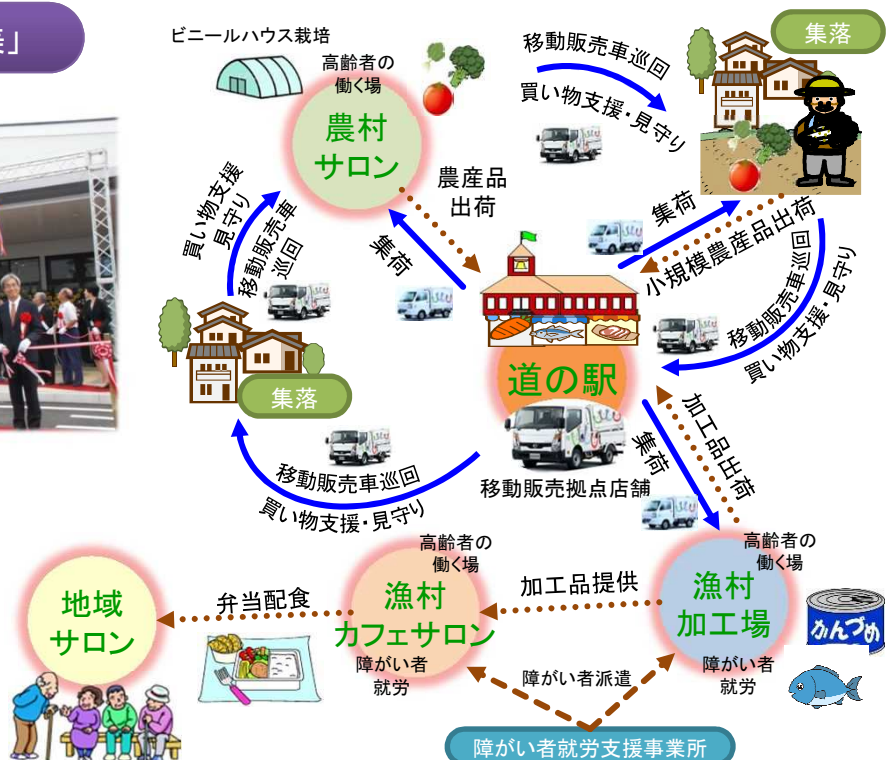 ビニールハウス栽培
高齢者の
働く場
農村
サロン
移動販売車巡回
買い物支援・見守り
集落
農産品
出荷
集荷
集荷
小規模農産品出荷
移動販売車巡回
買い物支援・見守り
買い物支援
見守り
移動販売車
巡回
集落
道の駅
移動販売拠点店舗
移動販売車巡回
買い物支援・見守り
集荷
加工品出荷
高齢者の
働く場
漁村
加工場
障がい者
就労
かんづめ
加工品提供
高齢者の
働く場
漁村
カフェサロン
障がい者
就労
弁当配食
地域
サロン
障がい者派遣
障がい者就労支援事業所